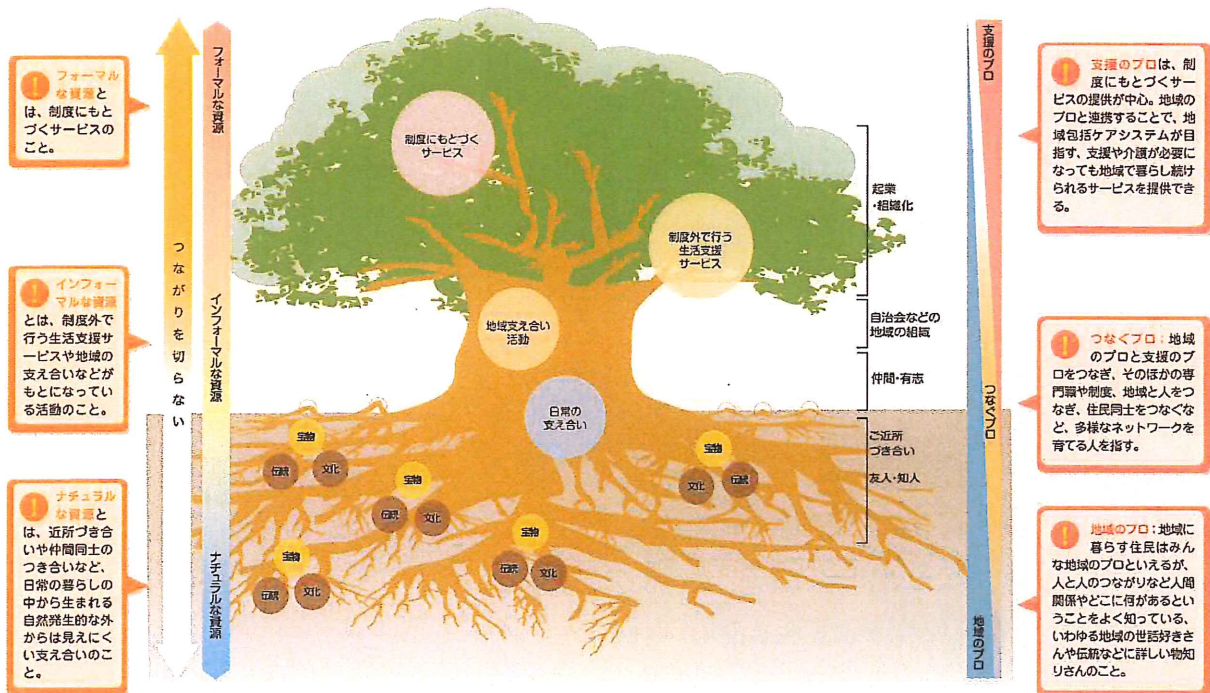 フォーマル
な資源と
は、制度にもと
づくサービスの
こと。
インフォー
マルな資源
とは、制度外で
行う生活支援サ
ービスや地域の
支え合いなどが
もとになってい
る活動のこと。
ナチュラル
な資源と
は、近所づき合
いや仲間同士の
つき合いなど、
日常の暮らしの
中から生まれる
自然発生的な外
からは見えにく
い支え合いのこ
と。
つながりを切らない
フォーマルな資源
インフォーマルな資源
ナチュラルな資源
制度にもとづく
サービス
制度外で行う
生活支援
サービス
地域支え合い
活動
日常の
支え合い
宝物
伝統
文化
宝物
伝統
文化
宝物
文化
伝統
宝物
伝統
文化
宝物
伝統
文化
起業
・組織化
自治会などの
地域の組織
仲間・有志
ご近所
づき合い
友人・知人
支援のプロ
つなぐプロ
地域のプロ
支援のプロは、制
度にもとづくサー
ビスの提供が中心。地域の
プロと連携することで、地
域包括ケアシステムが目
指す、支援や介護が必要に
なっても地域で暮らし続け
られるサービスを提供でき
る。
つなぐプロ：地域
のプロと支援のプ
ロをつなぎ、そのほかの専
門職や制度、地域と人をつ
なぎ、住民同士をつなぐな
ど、多様なネットワークを
育てる人を指す。
地域のプロ：地域に
暮らす住民はみん
な地域のプロといえるが、
人と人のつながりなど人間
関係やどこに何があるとい
うことをよく知っている、
いわゆる地域の世話好きさ
んや伝統などに詳しい物知
りさんのこと。